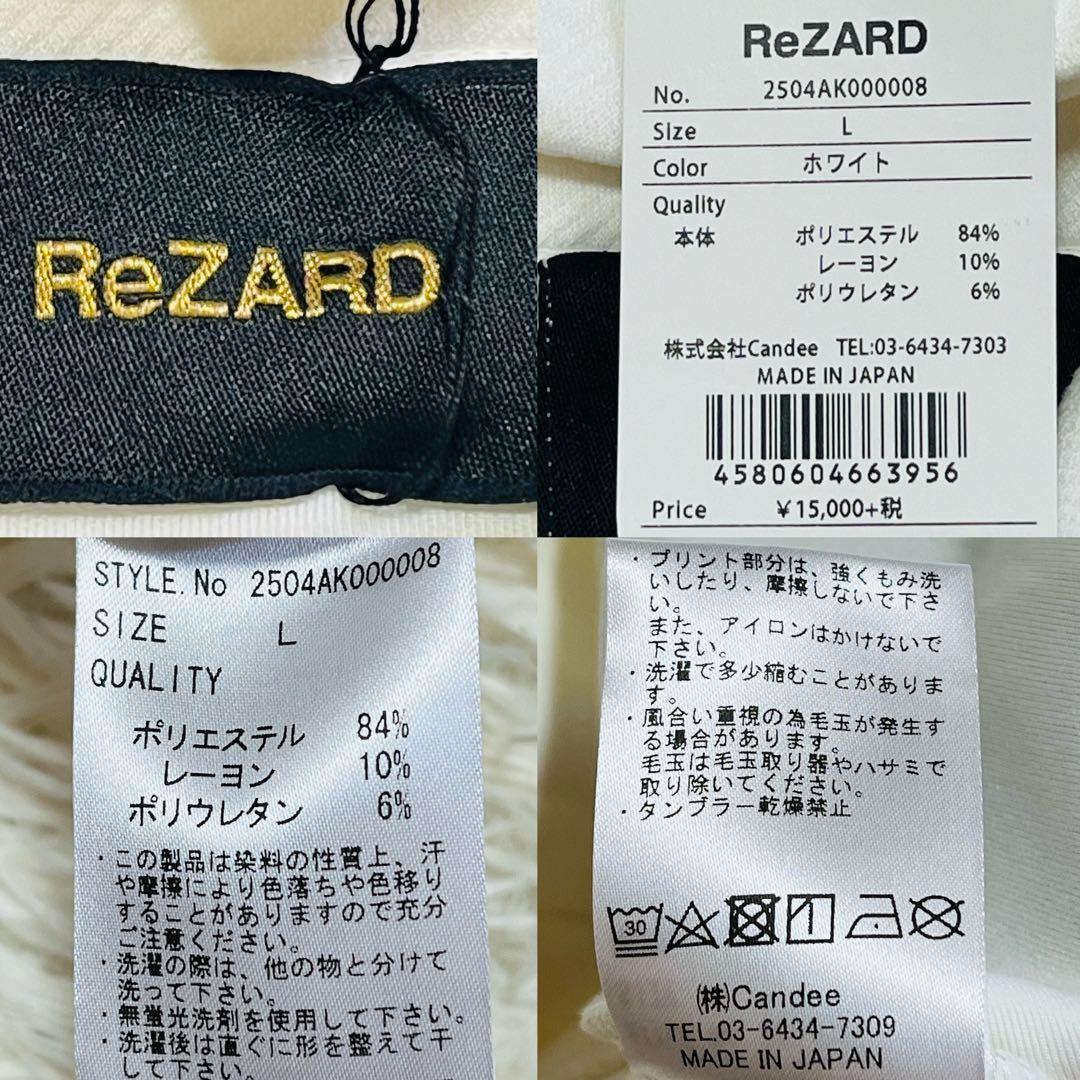 ReZARD
ReZARD
No. 2504AK000008
Size L
Color ホワイト
Quality
本体 ポリエステル 84%
レーヨン 10%
ポリウレタン 6%
株式会社Candee TEL:03-6434-7303
MADE IN JAPAN
4580604663956
Price ¥15,000+税
STYLE.No 2504AK000008
SIZE L
QUALITY
ポリエステル 84%
レーヨン 10%
ポリウレタン 6%
・この製品は染料の性質上、汗
や摩擦により色落ちや色移り
することがありますので充分
ご注意ください。
・洗濯の際は、他の物と分けて
洗って下さい。
・無蛍光洗剤を使用して下さい。
・洗濯後は直ぐに形を整えて干
して下さい。
・プリント部分は、強くもみ洗
いしたり、摩擦しないで下さ
い。
また、アイロンはかけないで
下さい。
・洗濯で多少縮むことがありま
す。
・風合い重視の為毛玉が発生す
る場合があります。
毛玉は毛玉取り器やハサミで
取り除いてください。
・タンブラー乾燥禁止
30
(株)Candee
TEL.03-6434-7309
MADE IN JAPAN